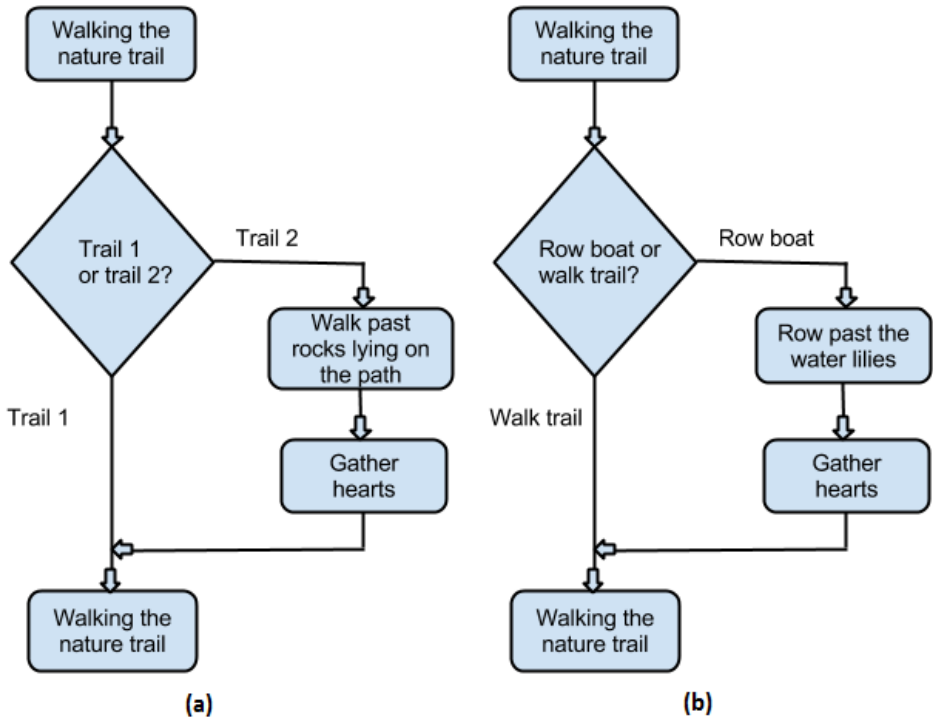 Walking the
nature trail
Trail 1
or trail 2?
Trail 2
Walk past
rocks lying on
the path
Trail 1
Gather
hearts
Walking the
nature trail
(a)
Walking the
nature trail
Row boat or
walk trail?
Row boat
Row past the
water lilies
Walk trail
Gather
hearts
Walking the
nature trail
(b)